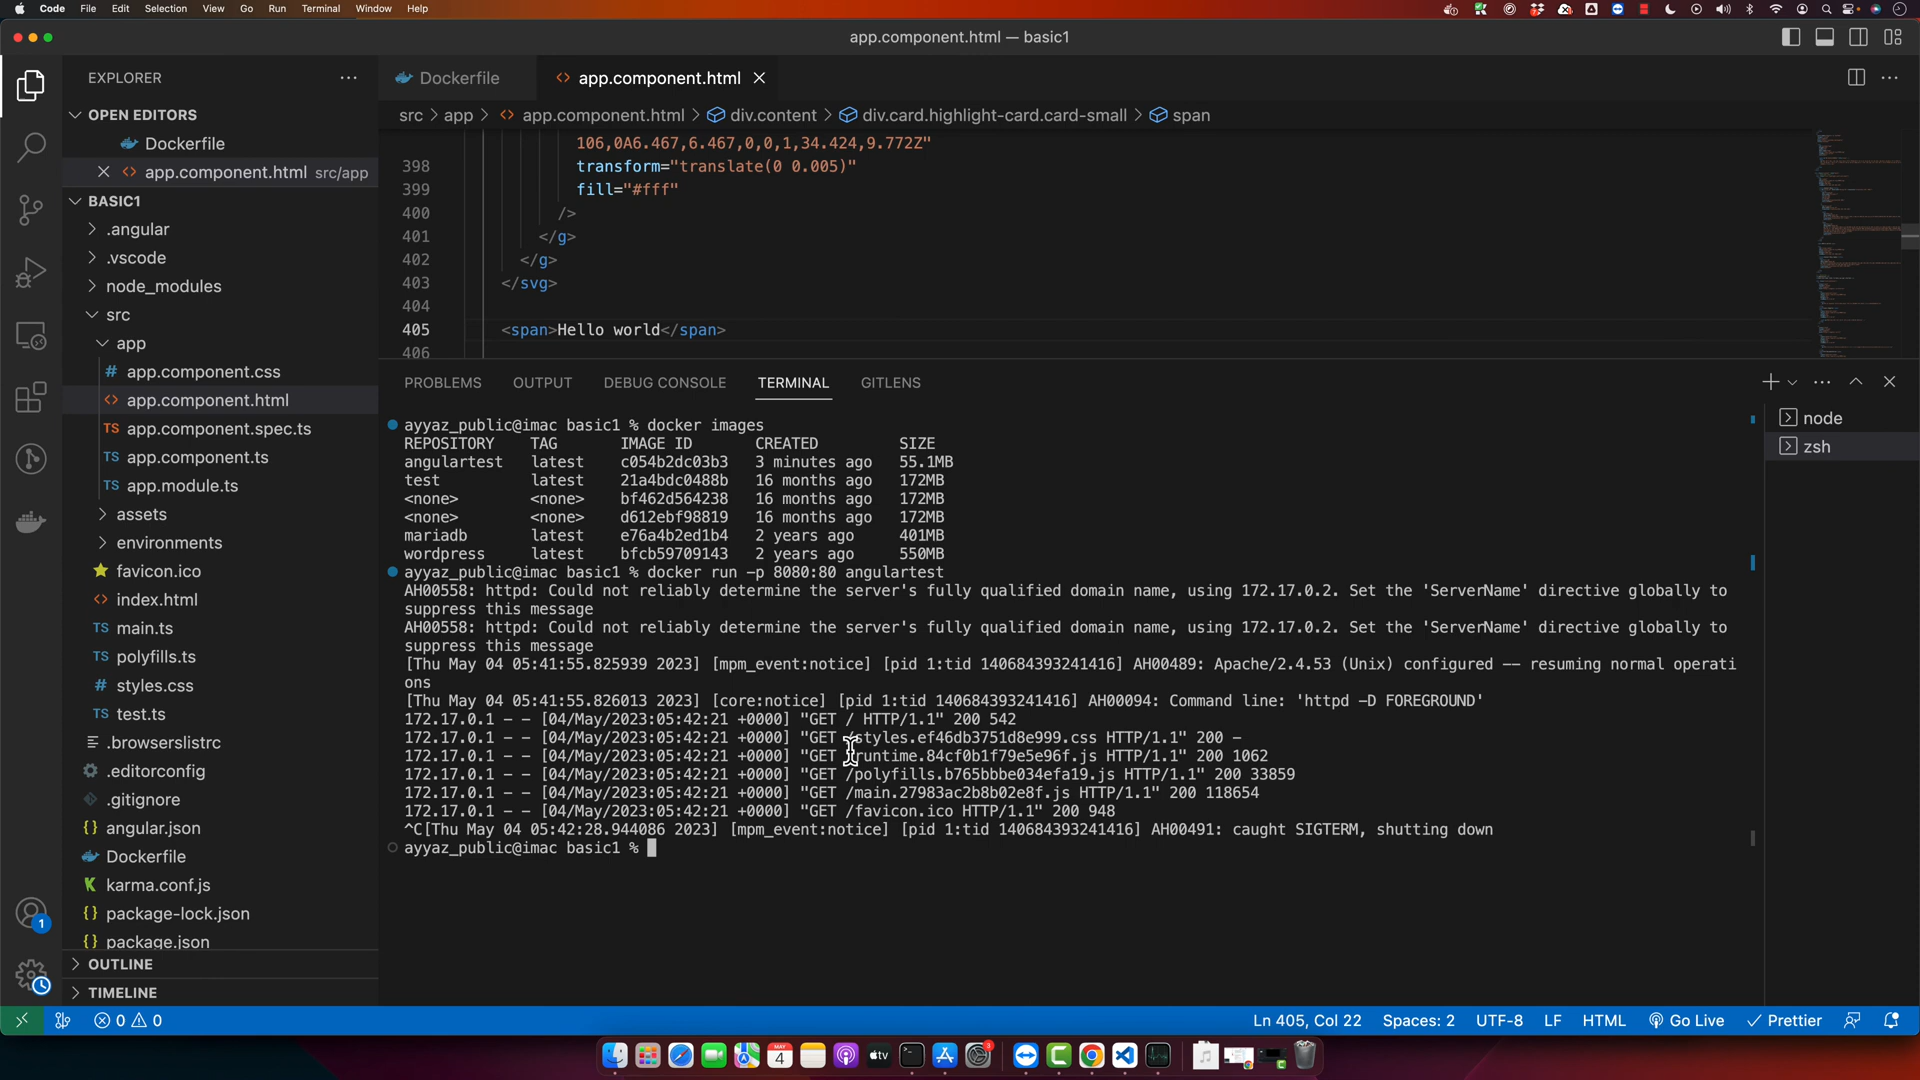 Code File Edit Selection View Go Run Terminal Window Help
app.component.html — basic1
EXPLORER
OPEN EDITORS
Dockerfile
app.component.html src/app
BASIC1
.angular
.vscode
node_modules
src
app
# app.component.css
<> app.component.html
TS app.component.spec.ts
TS app.component.ts
TS app.module.ts
assets
environments
favicon.ico
<> index.html
TS main.ts
TS polyfills.ts
# styles.css
TS test.ts
.browserslistrc
.editorconfig
.gitignore
{} angular.json
Dockerfile
karma.conf.js
{} package-lock.json
{} package.json
OUTLINE
TIMELINE
1
Dockerfile
<> app.component.html
src > app > <> app.component.html > div.content > div.card.highlight-card.card-small > span
106,0A6.467,6.467,0,0,1,34.424,9.772Z"
398 transform="translate(0 0.005)"
399 fill="#fff"
400 />
401 </g>
402 </g>
403 </svg>
404
405 <span>Hello world</span>
406
PROBLEMS OUTPUT DEBUG CONSOLE TERMINAL GITLENS
node
zsh
ayyaz_public@imac basic1 % docker images
REPOSITORY TAG IMAGE ID CREATED SIZE
angulartest latest c054b2dc03b3 3 minutes ago 55.1MB
test latest 21a4bdc0488b 16 months ago 172MB
<none> <none> bf462d564238 16 months ago 172MB
<none> <none> d612ebf98819 16 months ago 172MB
mariadb latest e76a4b2ed1b4 2 years ago 401MB
wordpress latest bfcb59709143 2 years ago 550MB
ayyaz_public@imac basic1 % docker run -p 8080:80 angulartest
AH00558: httpd: Could not reliably determine the server's fully qualified domain name, using 172.17.0.2. Set the 'ServerName' directive globally to
suppress this message
AH00558: httpd: Could not reliably determine the server's fully qualified domain name, using 172.17.0.2. Set the 'ServerName' directive globally to
suppress this message
[Thu May 04 05:41:55.825939 2023] [mpm_event:notice] [pid 1:tid 140684393241416] AH00489: Apache/2.4.53 (Unix) configured -- resuming normal operati
ons
[Thu May 04 05:41:55.826013 2023] [core:notice] [pid 1:tid 140684393241416] AH00094: Command line: 'httpd -D FOREGROUND'
172.17.0.1 - - [04/May/2023:05:42:21 +0000] "GET / HTTP/1.1" 200 542
172.17.0.1 - - [04/May/2023:05:42:21 +0000] "GET /styles.ef46db3751d8e999.css HTTP/1.1" 200 -
172.17.0.1 - - [04/May/2023:05:42:21 +0000] "GET /runtime.84cf0b1f79e5e96f.js HTTP/1.1" 200 1062
172.17.0.1 - - [04/May/2023:05:42:21 +0000] "GET /polyfills.b765bbbe034efa19.js HTTP/1.1" 200 33859
172.17.0.1 - - [04/May/2023:05:42:21 +0000] "GET /main.27983ac2b8b02e8f.js HTTP/1.1" 200 118654
172.17.0.1 - - [04/May/2023:05:42:21 +0000] "GET /favicon.ico HTTP/1.1" 200 948
^C[Thu May 04 05:42:28.944086 2023] [mpm_event:notice] [pid 1:tid 140684393241416] AH00491: caught SIGTERM, shutting down
ayyaz_public@imac basic1 %
0 0 Ln 405, Col 22 Spaces: 2 UTF-8 LF HTML Go Live Prettier
MAY
4
tv
3